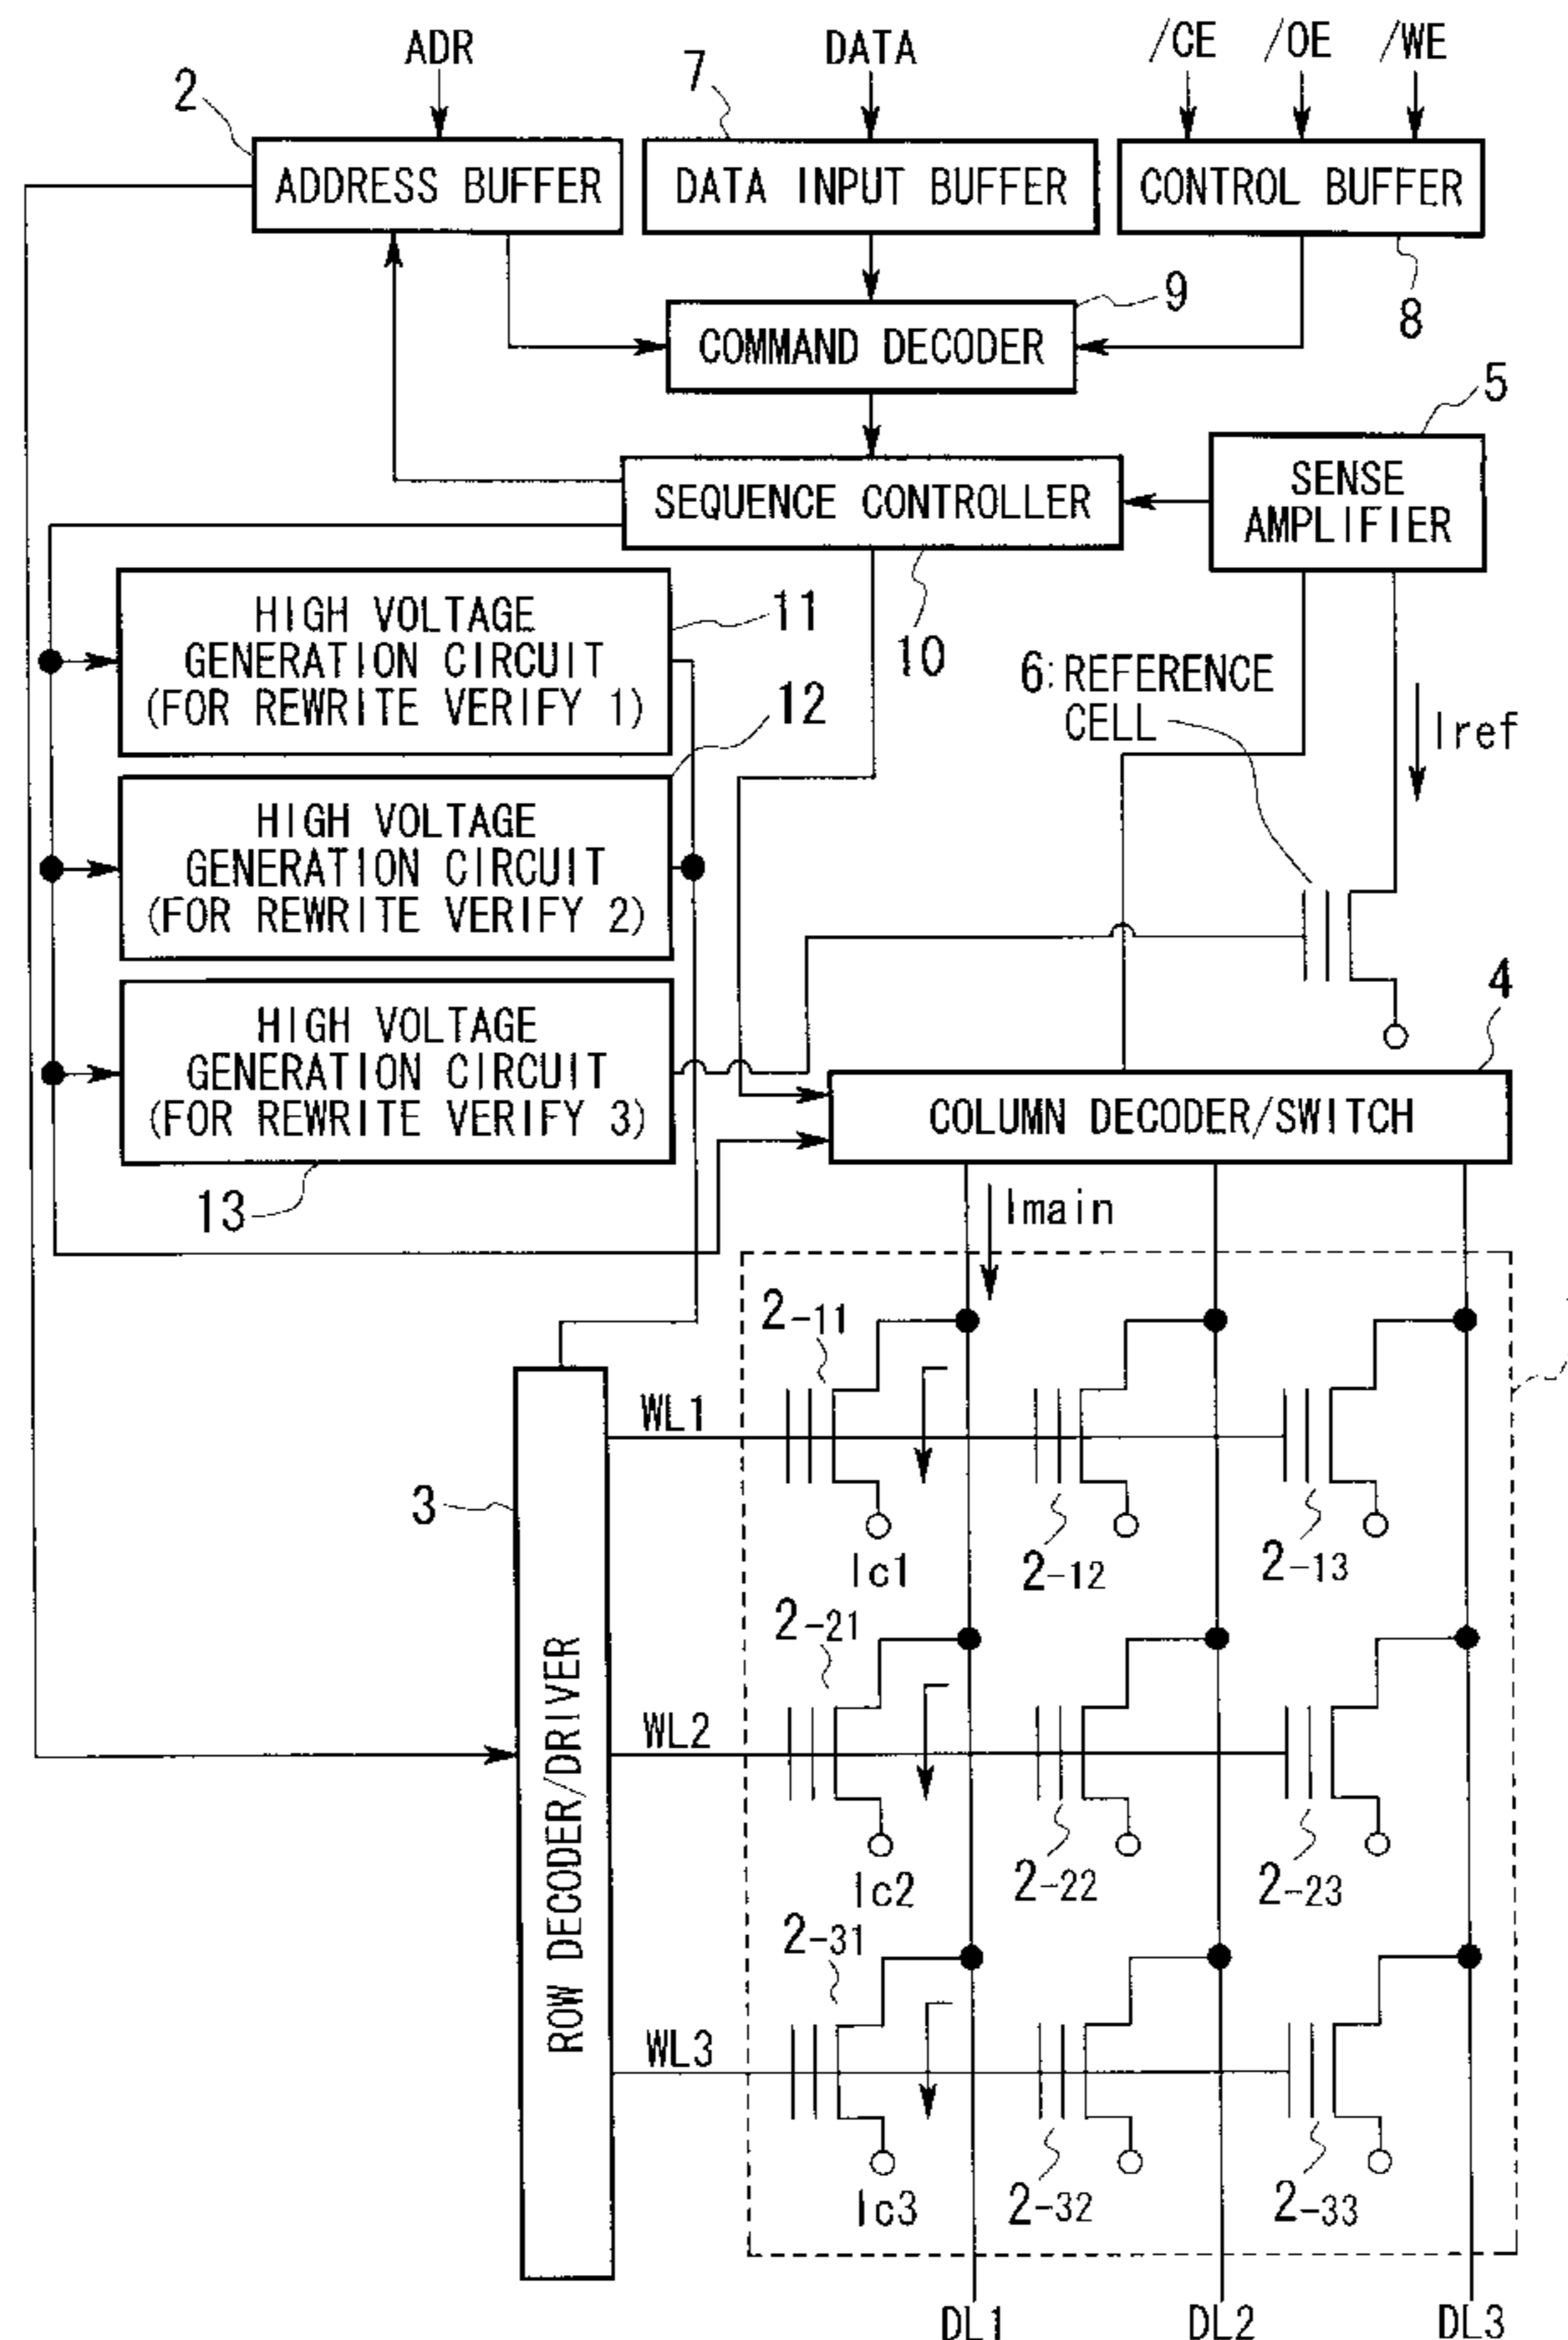 ADR
DATA
/CE
/OE
/WE
2
7
ADDRESS BUFFER
DATA INPUT BUFFER
CONTROL BUFFER
9
8
COMMAND DECODER
5
SEQUENCE CONTROLLER
SENSE
AMPLIFIER
10
HIGH VOLTAGE
GENERATION CIRCUIT
(FOR REWRITE VERIFY 1)
11
6:REFERENCE
CELL
Iref
12
HIGH VOLTAGE
GENERATION CIRCUIT
(FOR REWRITE VERIFY 2)
4
HIGH VOLTAGE
GENERATION CIRCUIT
(FOR REWRITE VERIFY 3)
COLUMN DECODER/SWITCH
13
Imain
2-11
WL1
3
Ic1
2-12
2-13
2-21
ROW DECODER/DRIVER
WL2
Ic2
2-22
2-23
2-31
WL3
Ic3
2-32
2-33
DL1
DL2
DL3